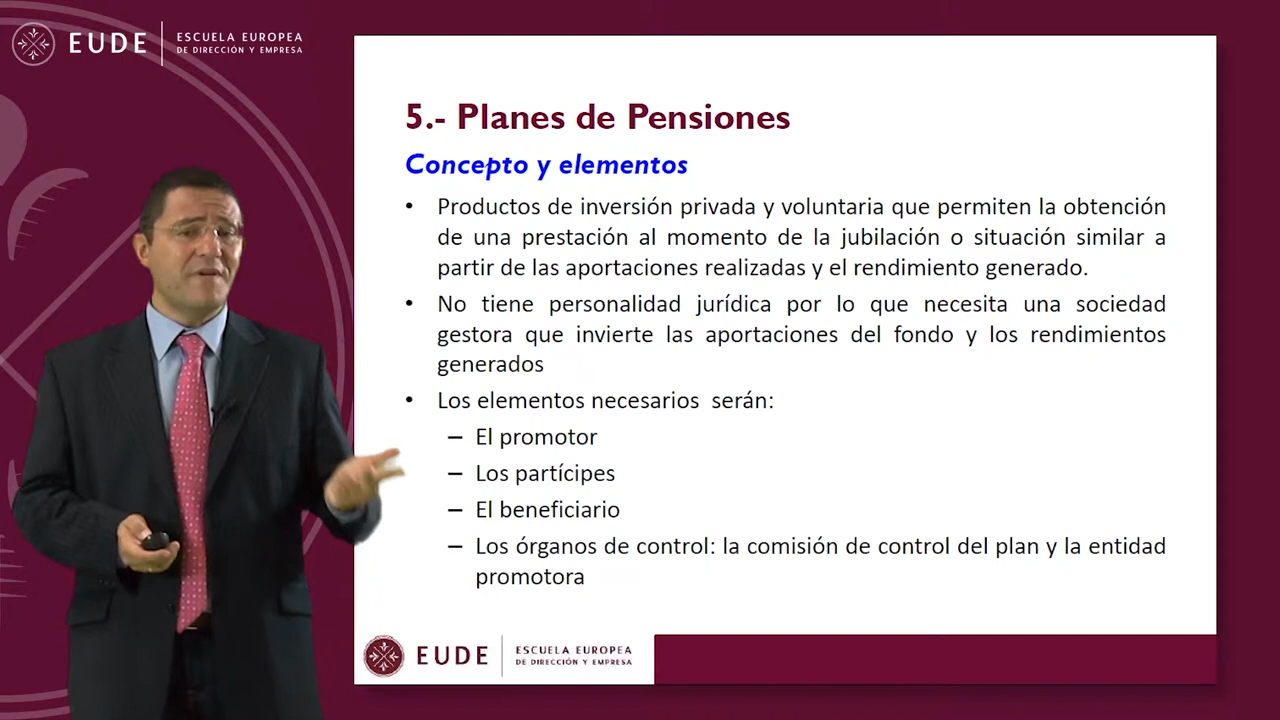 EUDE
ESCUELA EUROPEA
DE DIRECCIÓN Y EMPRESA
5.- Planes de Pensiones
Concepto y elementos
• Productos de inversión privada y voluntaria que permiten la obtención
de una prestación al momento de la jubilación o situación similar a
partir de las aportaciones realizadas y el rendimiento generado.
• No tiene personalidad jurídica por lo que necesita una sociedad
gestora que invierte las aportaciones del fondo y los rendimientos
generados
• Los elementos necesarios serán:
– El promotor
– Los partícipes
– El beneficiario
– Los órganos de control: la comisión de control del plan y la entidad
promotora
EUDE
ESCUELA EUROPEA
DE DIRECCIÓN Y EMPRESA